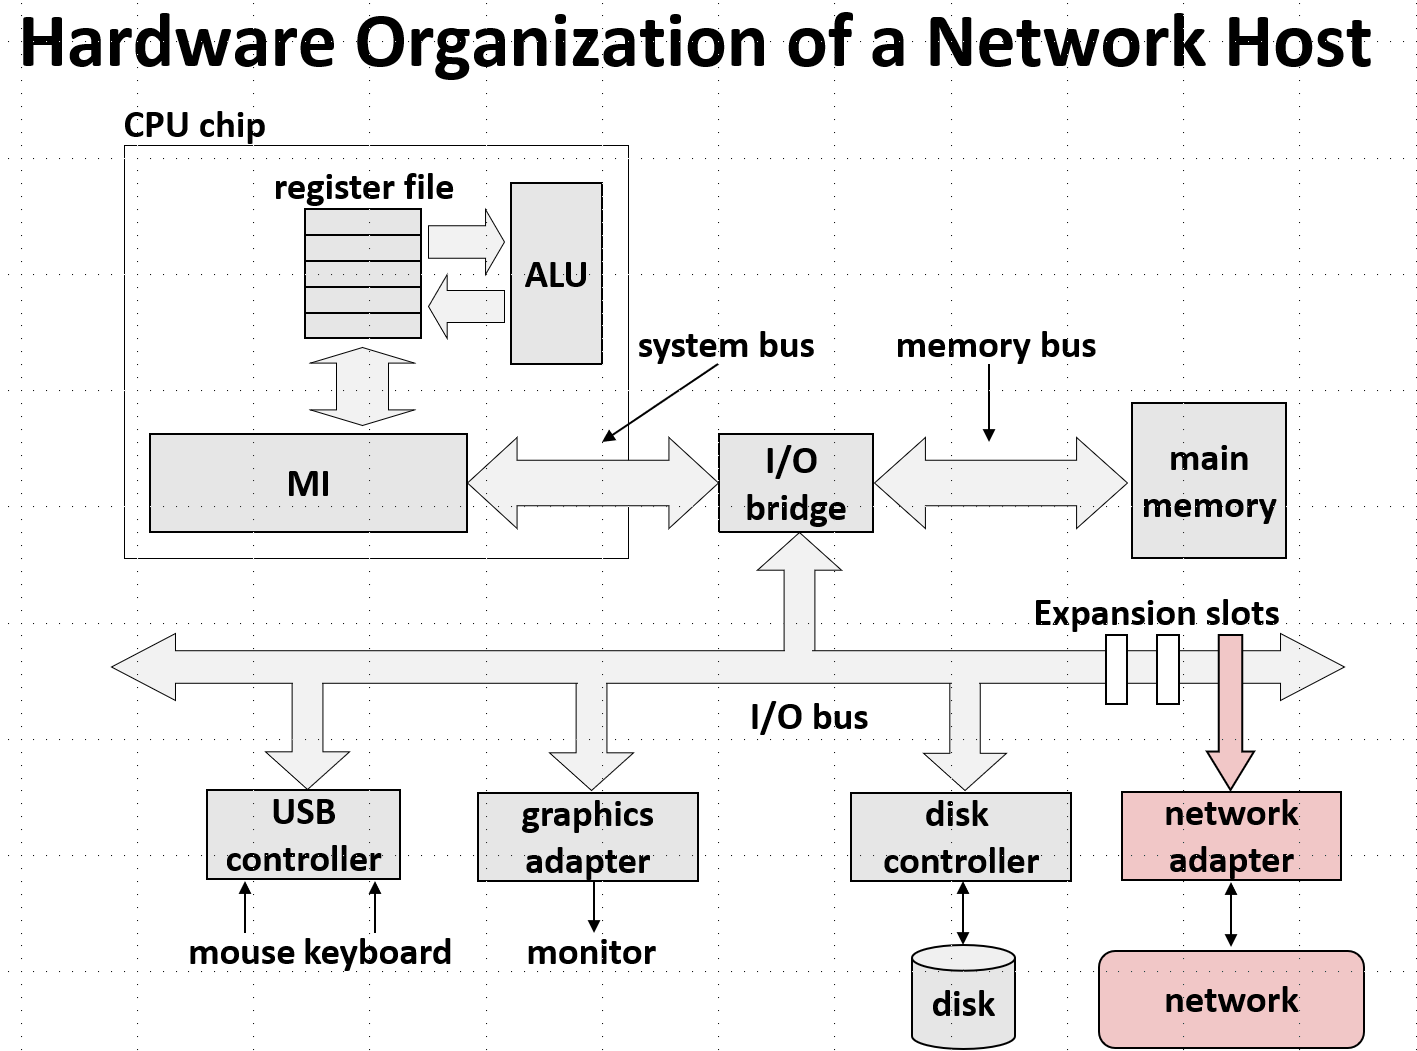 Hardware Organization of a Network Host
CPU chip
register file
ALU
system bus
memory bus
MI
I/O
bridge
main
memory
Expansion slots
I/O bus
USB
controller
graphics
adapter
disk
controller
network
adapter
mouse keyboard
monitor
disk
network